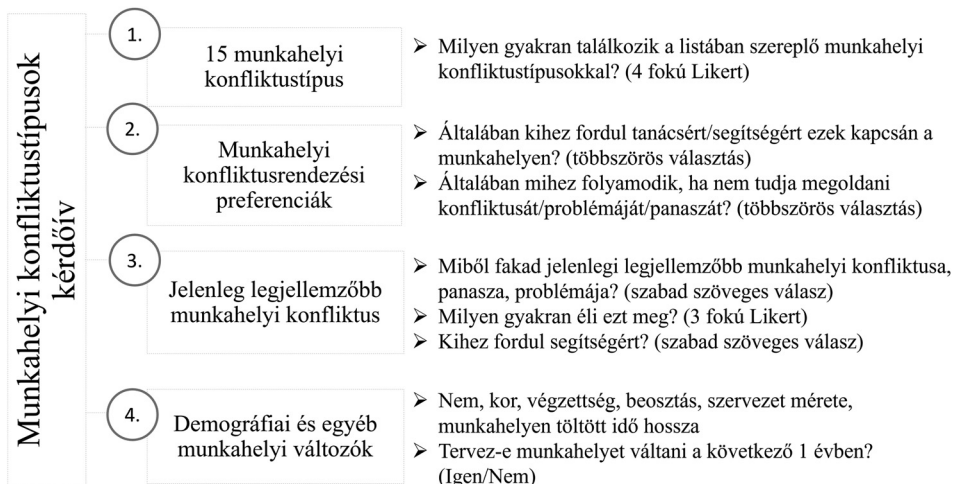 Munkahelyi konfliktustípusok
kérdőív
1.
15 munkahelyi
konfliktustípus
➢ Milyen gyakran találkozik a listában szereplő munkahelyi
konfliktustípusokkal? (4 fokú Likert)
2.
Munkahelyi
konfliktusrendezési
preferenciák
➢ Általában kihez fordul tanácsért/segítségért ezek kapcsán a
munkahelyen? (többszörös választás)
➢ Általában mihez folyamodik, ha nem tudja megoldani
konfliktusát/problémáját/panaszát? (többszörös választás)
3.
Jelenleg legjellemzőbb
munkahelyi konfliktus
➢ Miből fakad jelenlegi legjellemzőbb munkahelyi konfliktusa,
panasza, problémája? (szabad szöveges válasz)
➢ Milyen gyakran éli ezt meg? (3 fokú Likert)
➢ Kihez fordul segítségért? (szabad szöveges válasz)
4.
Demográfiai és egyéb
munkahelyi változók
➢ Nem, kor, végzettség, beosztás, szervezet mérete,
munkahelyen töltött idő hossza
➢ Tervez-e munkahelyet váltani a következő 1 évben?
(Igen/Nem)